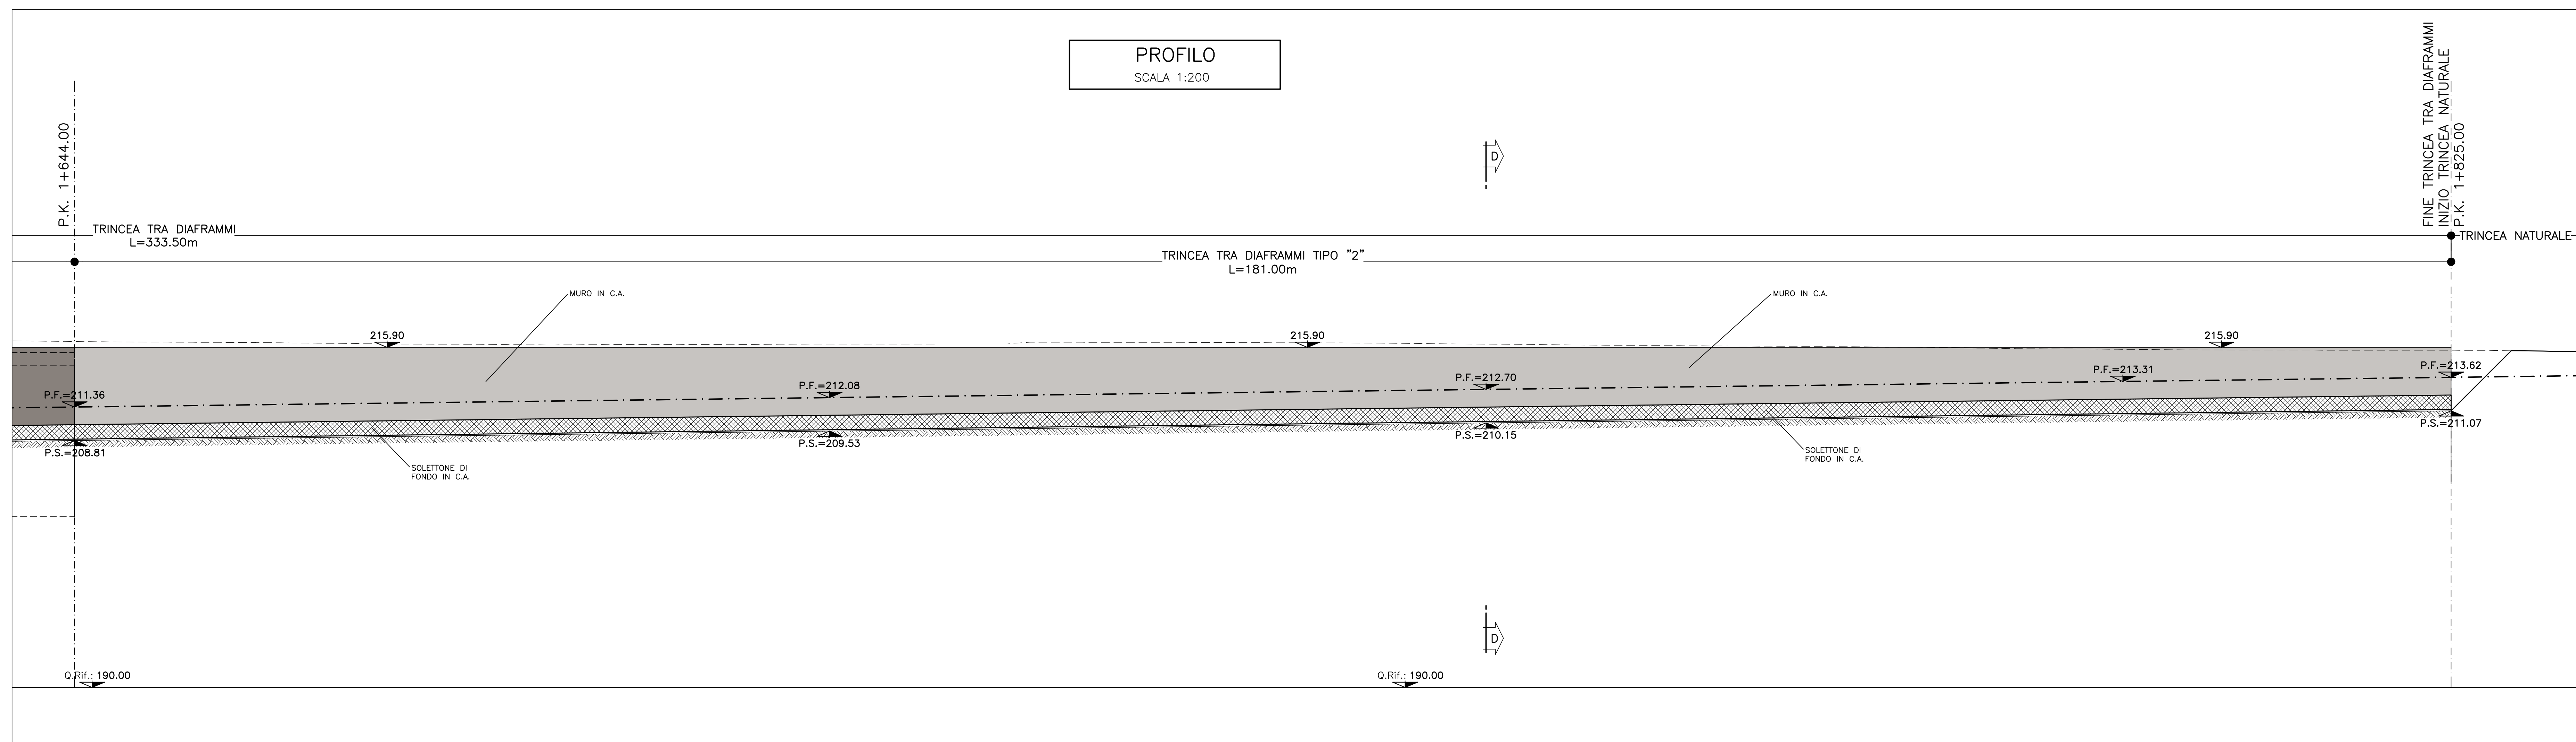 PROFILO
SCALA 1:200
P.K. 1+644.00
FINE TRINCEA TRA DIAFRAMMI
INIZIO TRINCEA NATURALE
P.K. 1+825.00
D
TRINCEA TRA DIAFRAMMI
L=333.50m
TRINCEA NATURALE
TRINCEA TRA DIAFRAMMI TIPO "2"
L=181.00m
MURO IN C.A.
MURO IN C.A.
215.90
215.90
215.90
P.F.=211.36
P.F.=212.08
P.F.=212.70
P.F.=213.31
P.F.=213.62
P.S.=208.81
P.S.=209.53
P.S.=210.15
P.S.=211.07
SOLETTONE DI
FONDO IN C.A.
SOLETTONE DI
FONDO IN C.A.
D
Q.Rif.: 190.00
Q.Rif.: 190.00